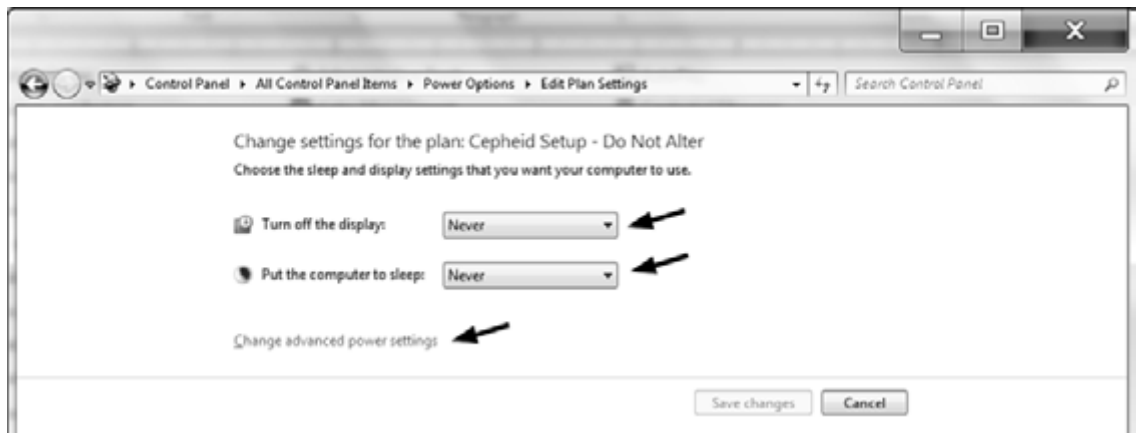 Control Panel ▸ All Control Panel Items ▸ Power Options ▸ Edit Plan Settings
Search Control Panel
Change settings for the plan: Cepheid Setup - Do Not Alter
Choose the sleep and display settings that you want your computer to use.
Turn off the display: Never
Put the computer to sleep: Never
Change advanced power settings
Save changes Cancel